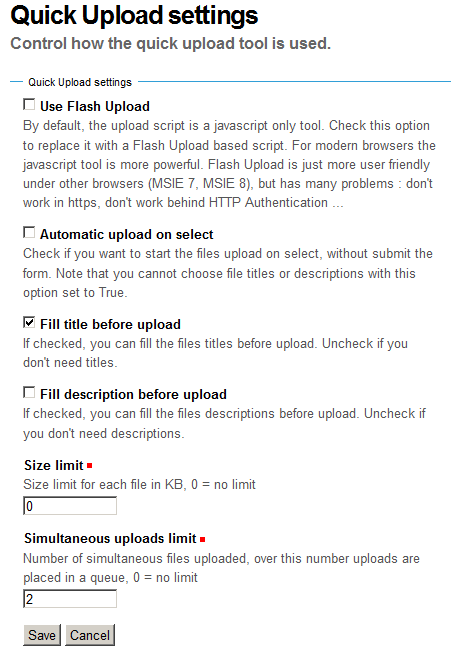 Quick Upload settings
Control how the quick upload tool is used.
Quick Upload settings
Use Flash Upload
By default, the upload script is a javascript only tool. Check this option
to replace it with a Flash Upload based script. For modern browsers the
javascript tool is more powerful. Flash Upload is just more user friendly
under other browsers (MSIE 7, MSIE 8), but has many problems : don't
work in https, don't work behind HTTP Authentication ...
Automatic upload on select
Check if you want to start the files upload on select, without submit the
form. Note that you cannot choose file titles or descriptions with this
option set to True.
Fill title before upload
If checked, you can fill the files titles before upload. Uncheck if you
don't need titles.
Fill description before upload
If checked, you can fill the files descriptions before upload. Uncheck if
you don't need descriptions.
Size limit
Size limit for each file in KB, 0 = no limit
0
Simultaneous uploads limit
Number of simultaneous files uploaded, over this number uploads are
placed in a queue, 0 = no limit
2
Save Cancel